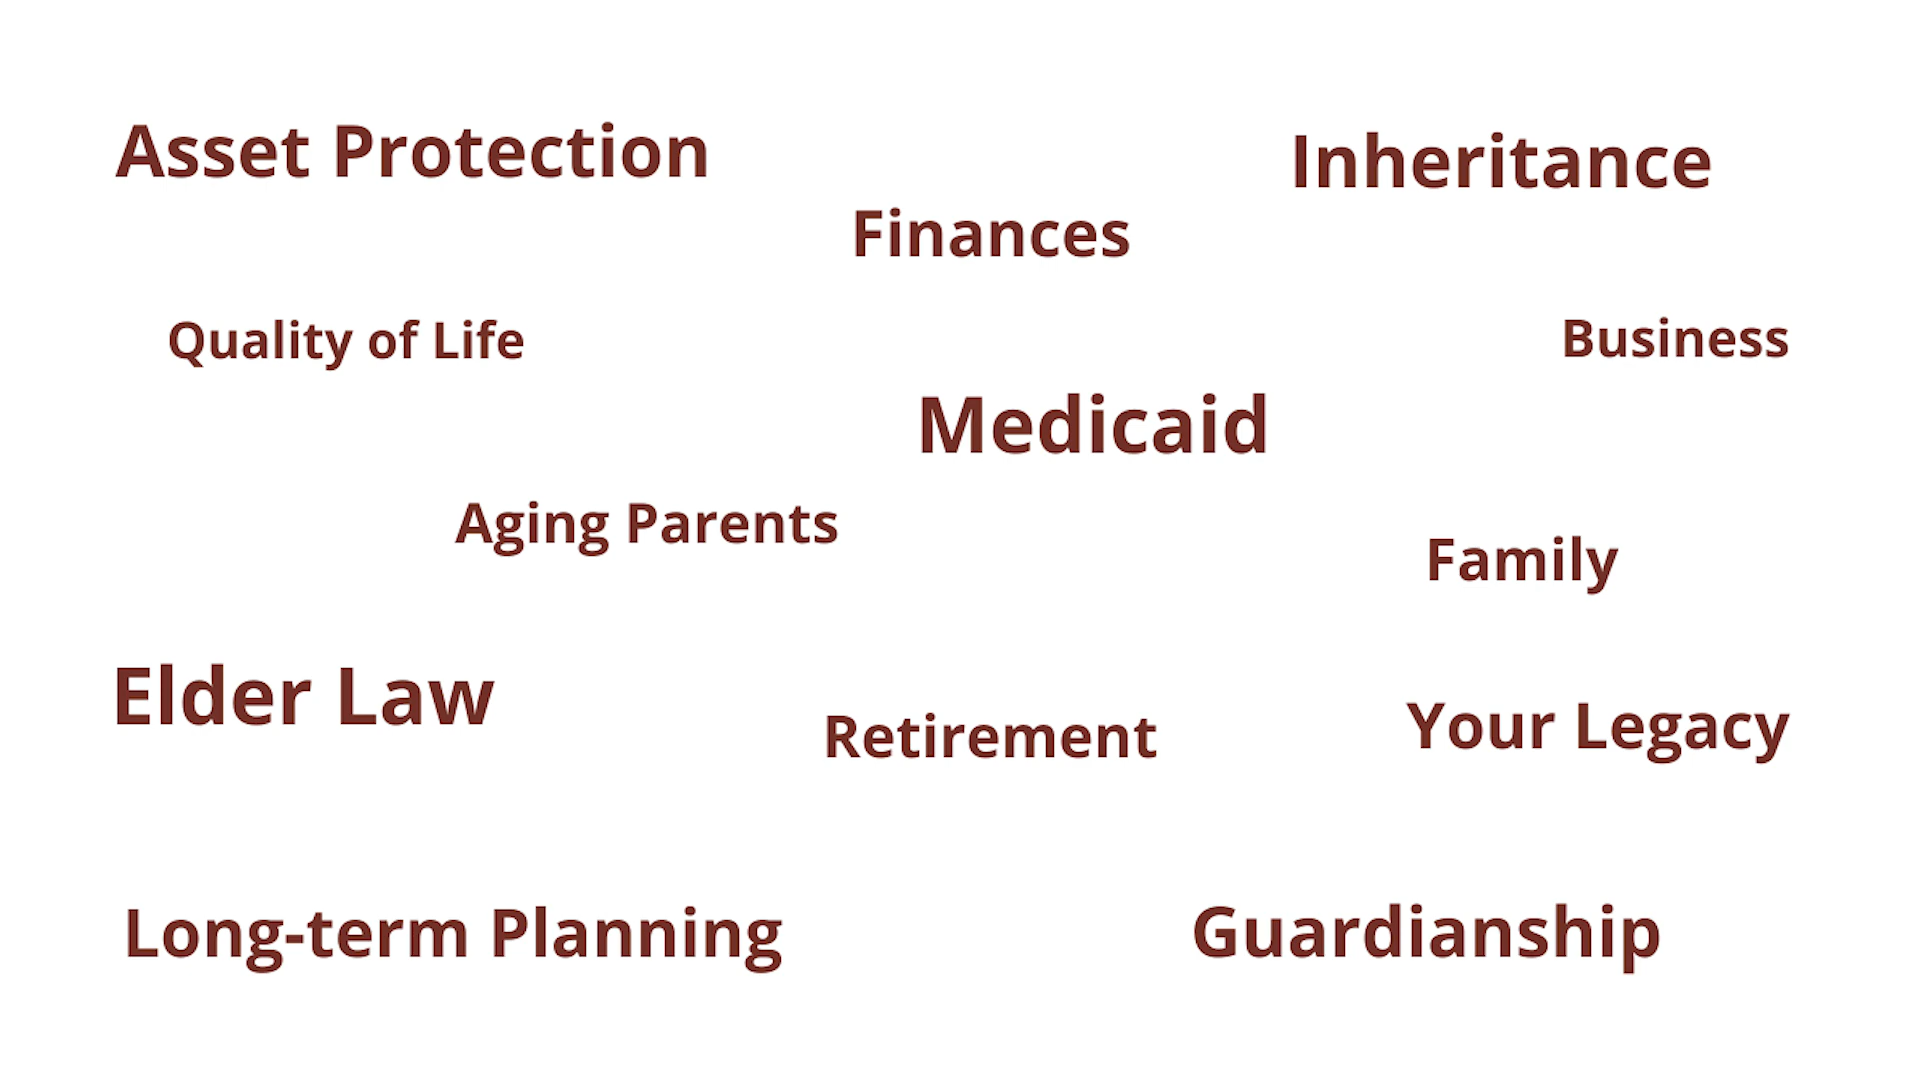 Asset Protection
Inheritance
Finances
Quality of Life
Business
Medicaid
Aging Parents
Family
Elder Law
Retirement
Your Legacy
Long-term Planning
Guardianship